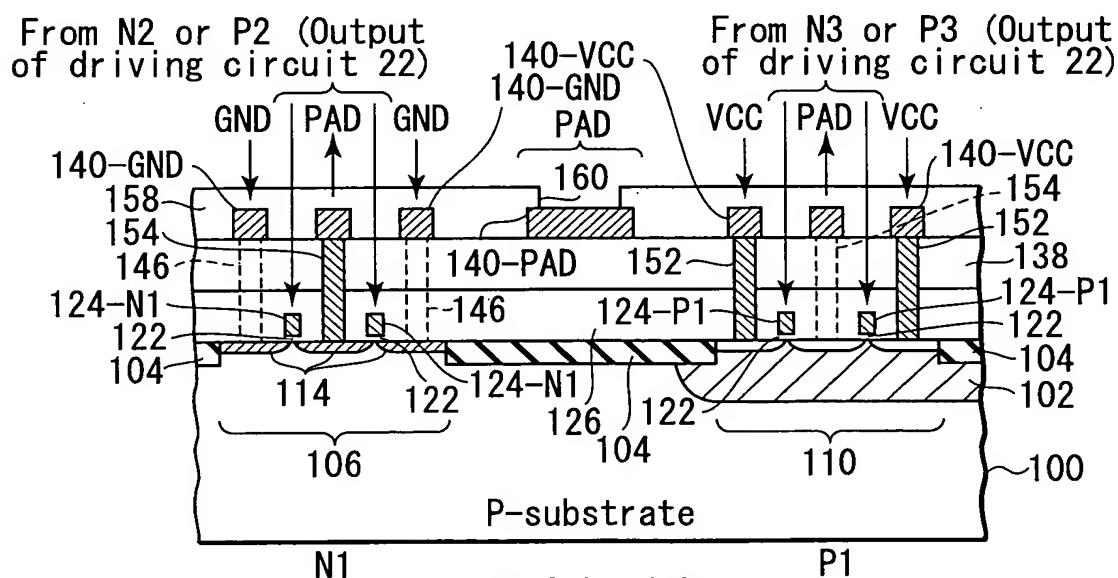 From N2 or P2 (Output
of driving circuit 22)
140-VCC
140-GND
From N3 or P3 (Output
of driving circuit 22)
GND
PAD
GND
PAD
VCC
PAD
VCC
140-GND
160
140-VCC
158
154
154
152
146
140-PAD
152
138
124-N1
146
124-P1
124-P1
122
122
104
114
122
124-N1
126
104
122
104
102
106
110
100
P-substrate
N1
P1